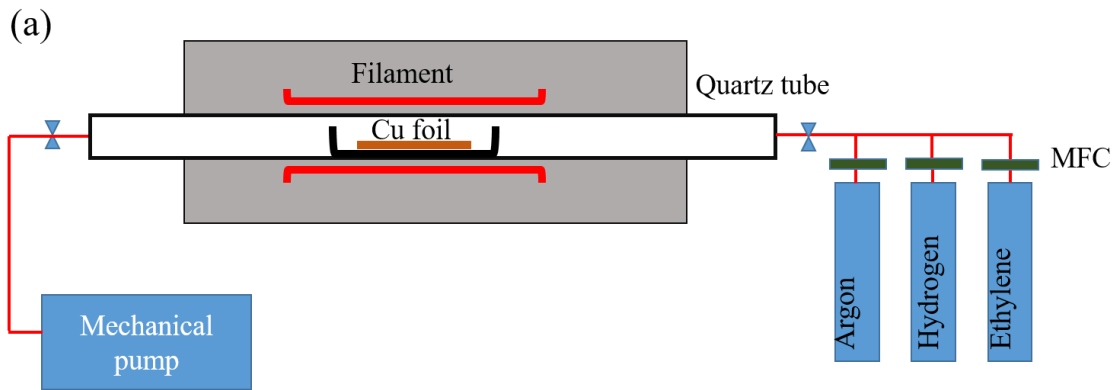 (a)
Filament
Quartz tube
Cu foil
MFC
Argon
Hydrogen
Ethylene
Mechanical
pump